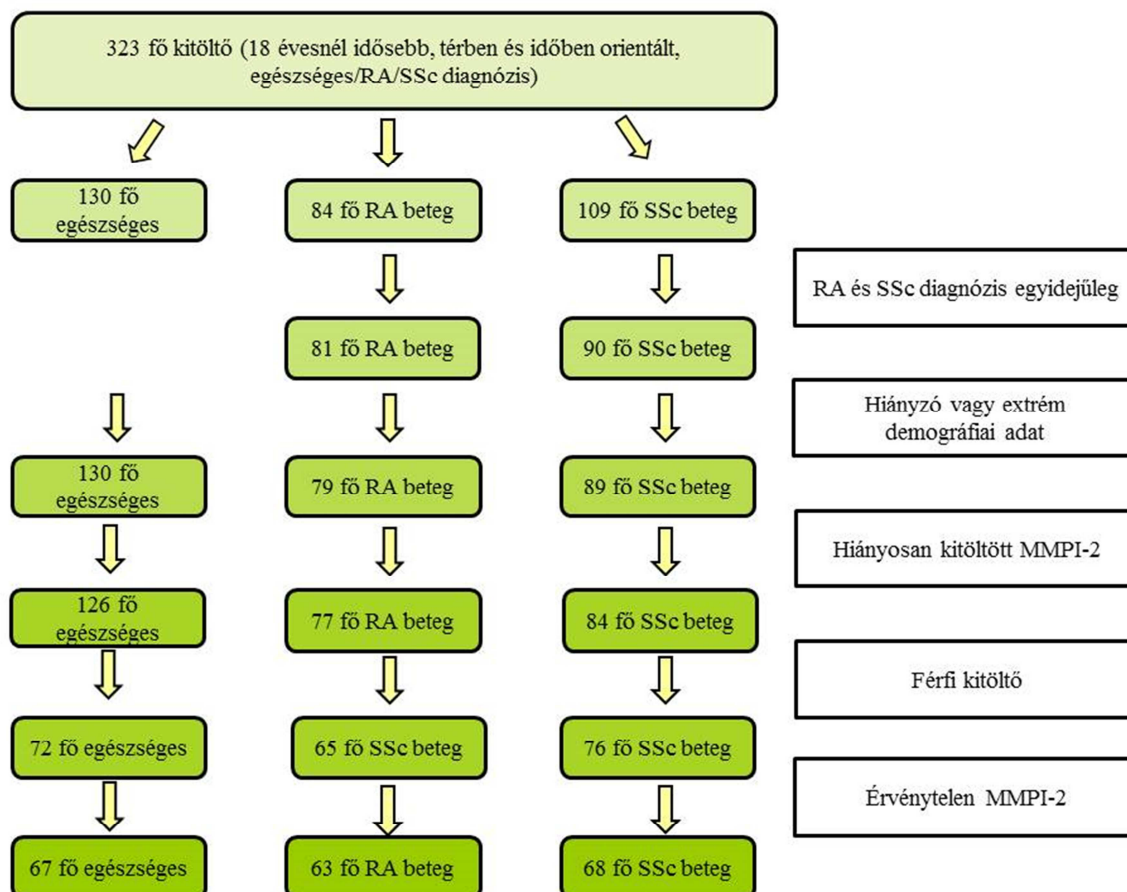 323 fő kitöltő (18 évesnél idősebb, térben és időben orientált,
egészséges/RA/SSc diagnózis)
130 fő
egészséges
84 fő RA beteg
109 fő SSc beteg
RA és SSc diagnózis egyidejűleg
81 fő RA beteg
90 fő SSc beteg
Hiányzó vagy extrém
demográfiai adat
130 fő
egészséges
79 fő RA beteg
89 fő SSc beteg
Hiányosan kitöltött MMPI-2
126 fő
egészséges
77 fő RA beteg
84 fő SSc beteg
Férfi kitöltő
72 fő egészséges
65 fő SSc beteg
76 fő SSc beteg
Érvénytelen MMPI-2
67 fő egészséges
63 fő RA beteg
68 fő SSc beteg